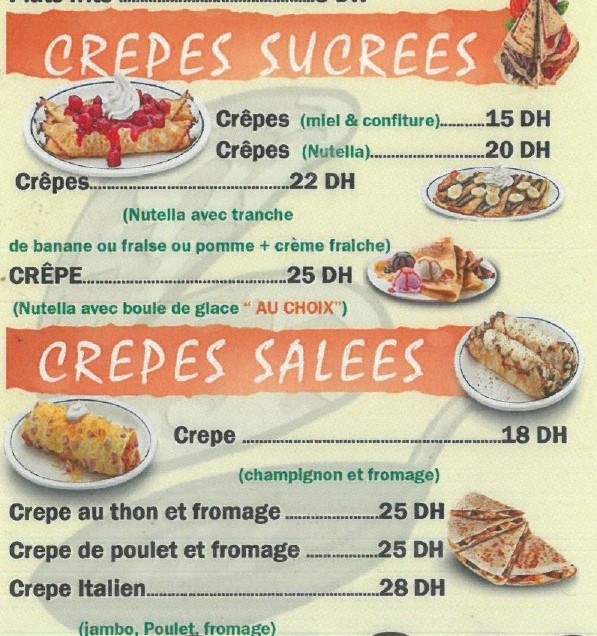 CREPES SUCREES
Crêpes (miel & confiture)...........15 DH
Crêpes (Nutella)............................20 DH
Crêpes.................................................22 DH
(Nutella avec tranche
de banane ou fraise ou pomme + crème fraiche)
CRÊPE..................................................25 DH
(Nutella avec boule de glace " AU CHOIX")
CREPES SALEES
Crepe ................................................................18 DH
(champignon et fromage)
Crepe au thon et fromage .......................25 DH
Crepe de poulet et fromage .................25 DH
Crepe Italien.........................................................28 DH
(jambo, Poulet, fromage)